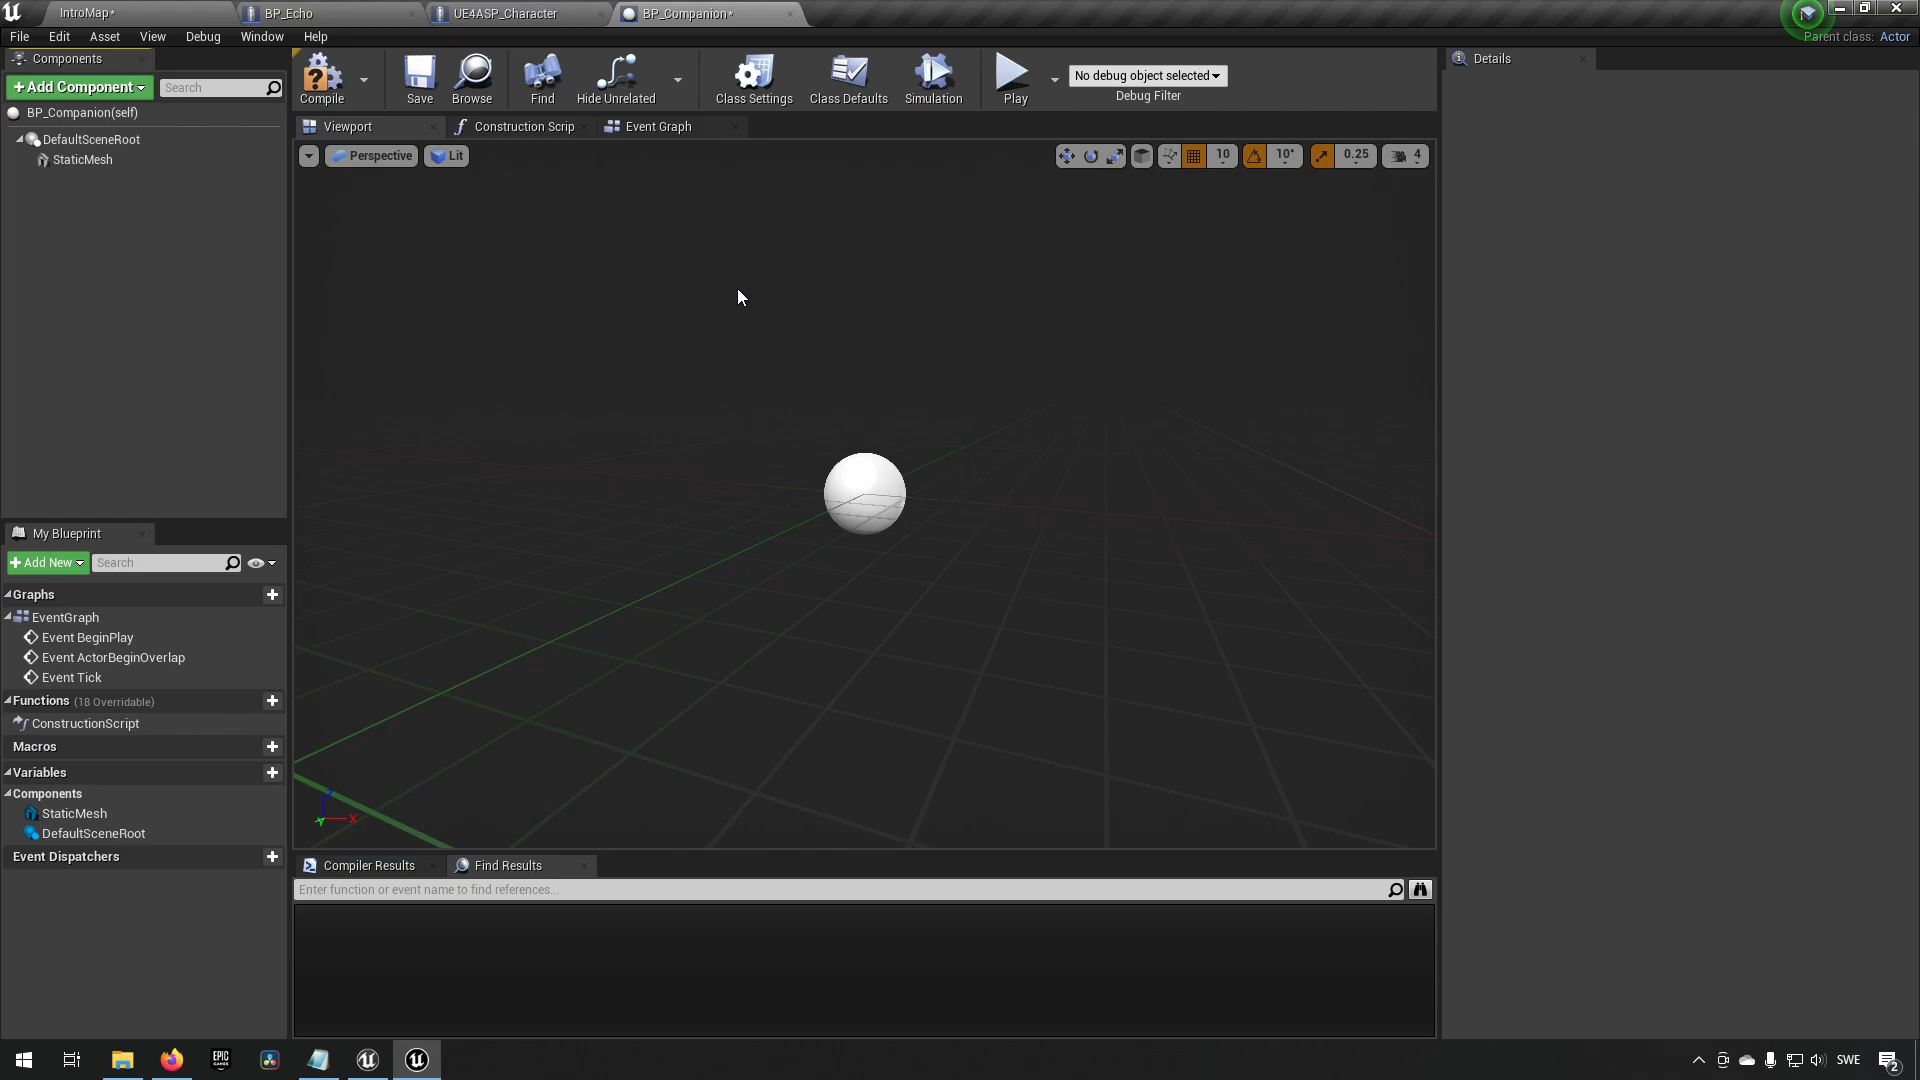 IntroMap*
BP_Echo
UE4ASP_Character
BP_Companion*
File
Edit
Asset
View
Debug
Window
Help
Parent class: Actor
Components
+Add Component
Search
BP_Companion(self)
DefaultSceneRoot
StaticMesh
Compile
Save
Browse
Find
Hide Unrelated
Class Settings
Class Defaults
Simulation
Play
No debug object selected
Debug Filter
Viewport
Construction Scrip
Event Graph
Perspective
Lit
10
10°
0.25
4
X
Details
My Blueprint
+Add New
Search
Graphs
EventGraph
Event BeginPlay
Event ActorBeginOverlap
Event Tick
Functions (18 Overridable)
ConstructionScript
Macros
Variables
Components
StaticMesh
DefaultSceneRoot
Event Dispatchers
Compiler Results
Find Results
Enter function or event name to find references...
EPIC
GAMES
SWE
2